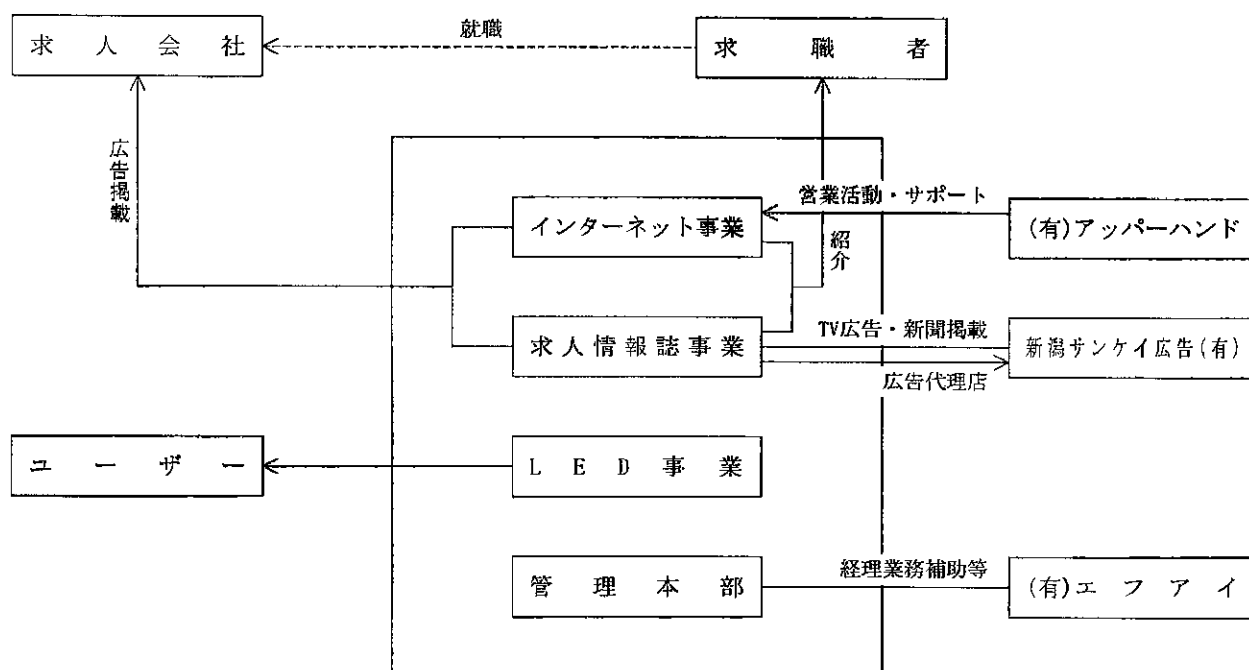 就職
求人会社
求職者
広告掲載
営業活動・サポート
インターネット事業
(有)アッパーハンド
紹介
求人情報誌事業
TV広告・新聞掲載
新潟サンケイ広告(有)
広告代理店
ユーザー
LED事業
管理本部
経理業務補助等
(有)エフアイ